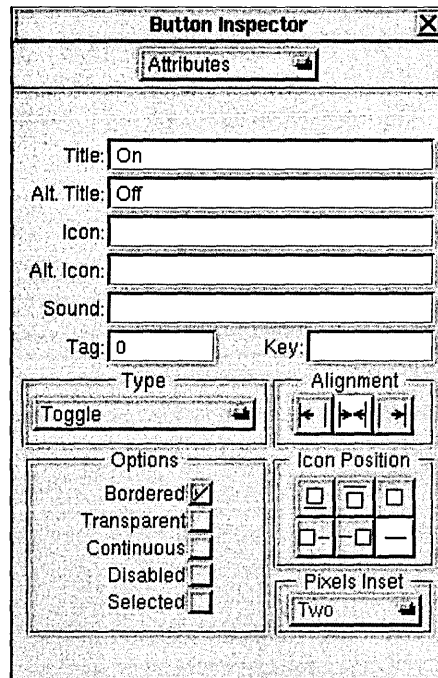 Button Inspector
Attributes
Title: On
Alt. Title: Off
Icon:
Alt. Icon:
Sound:
Tag: 0 Key:
Type
Toggle
Alignment
Options
Bordered
Transparent
Continuous
Disabled
Selected
Icon Position
Pixels Inset
Two